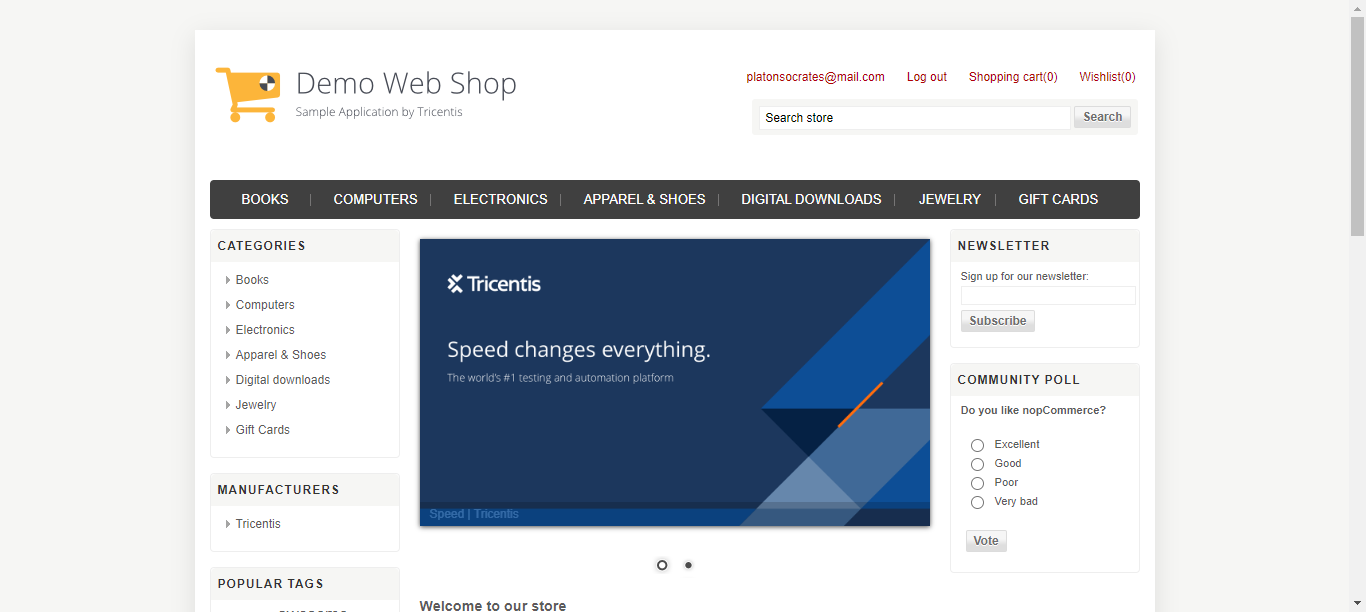 Demo Web Shop
Sample Application by Tricentis
platonsocrates@mail.com Log out Shopping cart(0) Wishlist(0)
Search store Search
BOOKS COMPUTERS ELECTRONICS APPAREL & SHOES DIGITAL DOWNLOADS JEWELRY GIFT CARDS
CATEGORIES
Books
Computers
Electronics
Apparel & Shoes
Digital downloads
Jewelry
Gift Cards
MANUFACTURERS
Tricentis
POPULAR TAGS
Tricentis
Speed changes everything.
The world's #1 testing and automation platform
Speed | Tricentis
Welcome to our store
NEWSLETTER
Sign up for our newsletter:
Subscribe
COMMUNITY POLL
Do you like nopCommerce?
Excellent
Good
Poor
Very bad
Vote